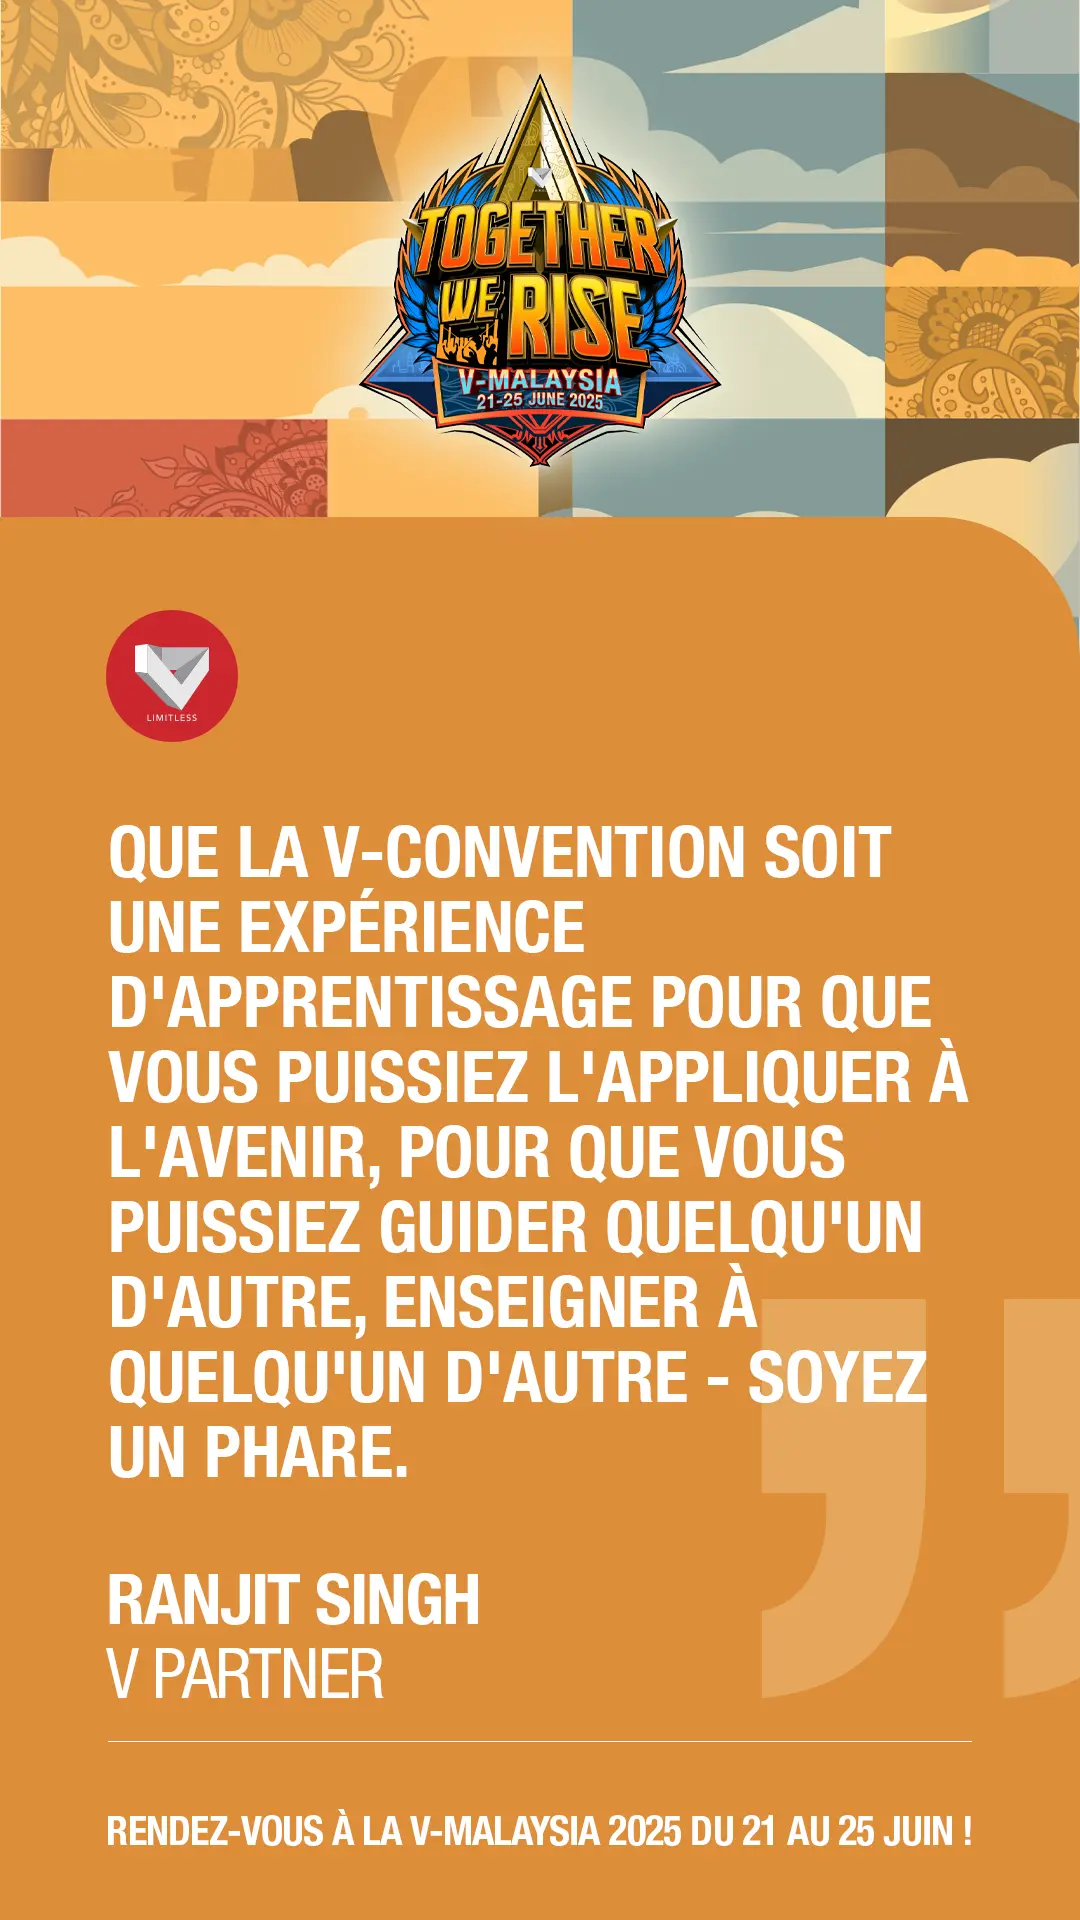 TOGETHER
WE RISE
V-MALAYSIA
21-25 JUNE 2025
LIMITLESS
QUE LA V-CONVENTION SOIT
UNE EXPÉRIENCE
D'APPRENTISSAGE POUR QUE
VOUS PUISSIEZ L'APPLIQUER À
L'AVENIR, POUR QUE VOUS
PUISSIEZ GUIDER QUELQU'UN
D'AUTRE, ENSEIGNER À
QUELQU'UN D'AUTRE - SOYEZ
UN PHARE.
RANJIT SINGH
V PARTNER
RENDEZ-VOUS À LA V-MALAYSIA 2025 DU 21 AU 25 JUIN !